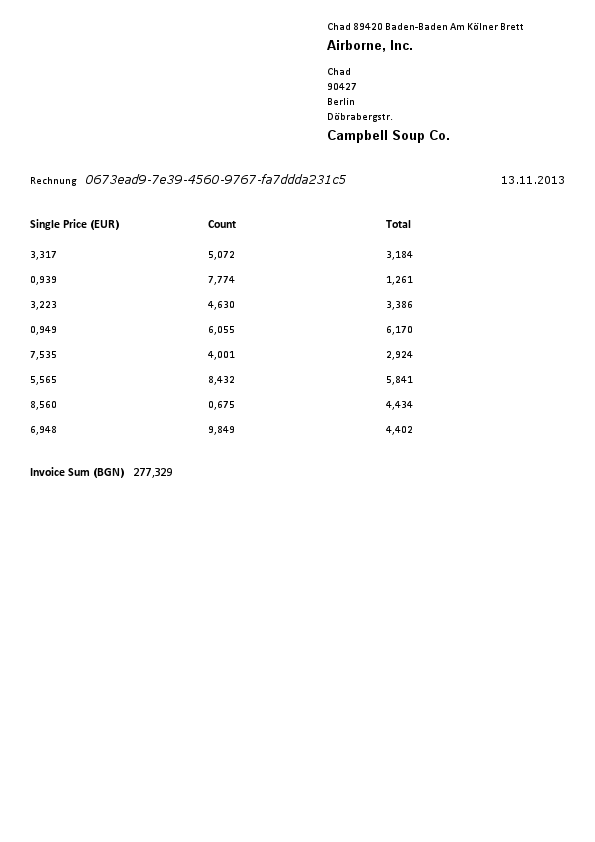 Chad 89420 Baden-Baden Am Kölner Brett
Airborne, Inc.
Chad
90427
Berlin
Döbrabergstr.
Campbell Soup Co.
Rechnung 0673ead9-7e39-4560-9767-fa7ddda231c5 13.11.2013
Single Price (EUR) Count Total
3,317 5,072 3,184
0,939 7,774 1,261
3,223 4,630 3,386
0,949 6,055 6,170
7,535 4,001 2,924
5,565 8,432 5,841
8,560 0,675 4,434
6,948 9,849 4,402
Invoice Sum (BGN) 277,329